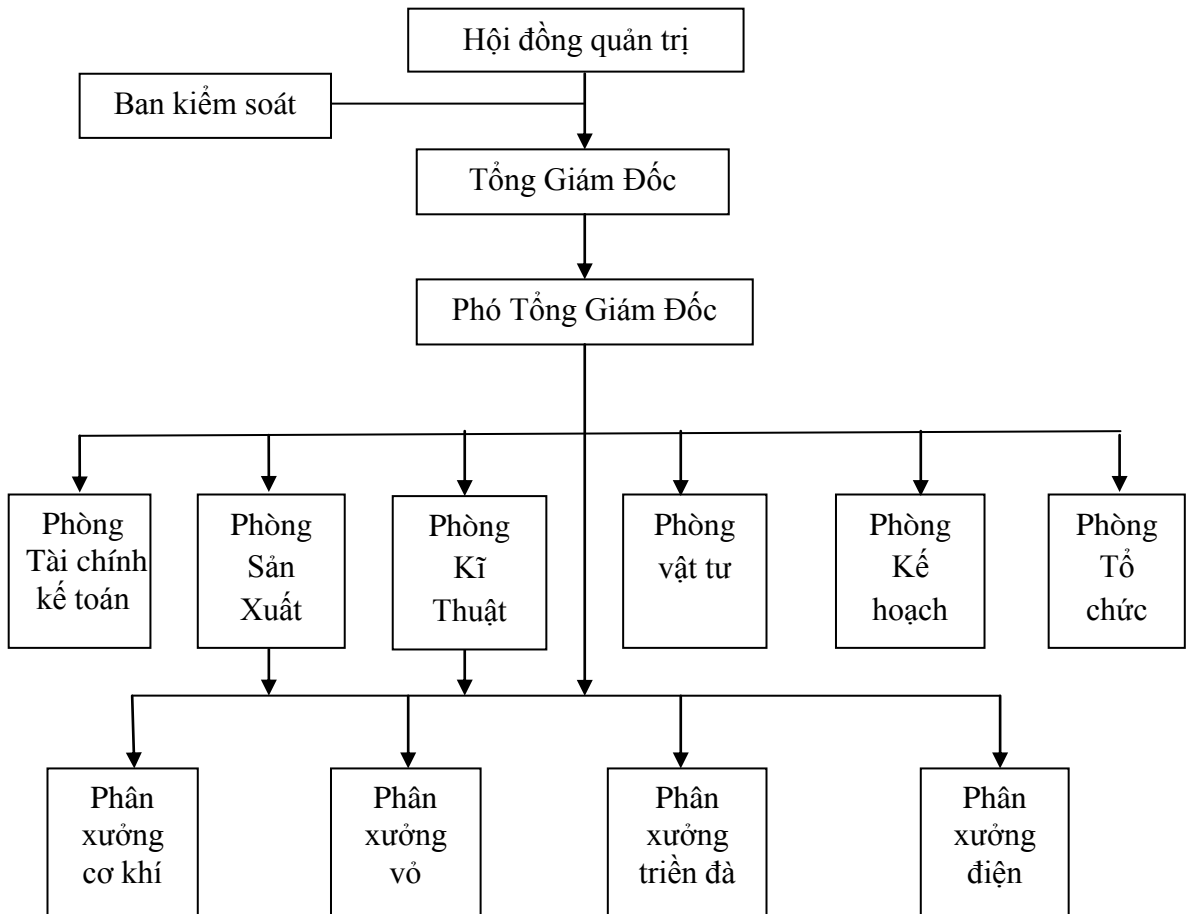 Hội đồng quản trị
Ban kiểm soát
Tổng Giám Đốc
Phó Tổng Giám Đốc
Phòng
Tài chính
kế toán
Phòng
Sản
Xuất
Phòng
Kĩ
Thuật
Phòng
vật tư
Phòng
Kế
hoạch
Phòng
Tổ
chức
Phân
xưởng
cơ khí
Phân
xưởng
vỏ
Phân
xưởng
triền đà
Phân
xưởng
điện